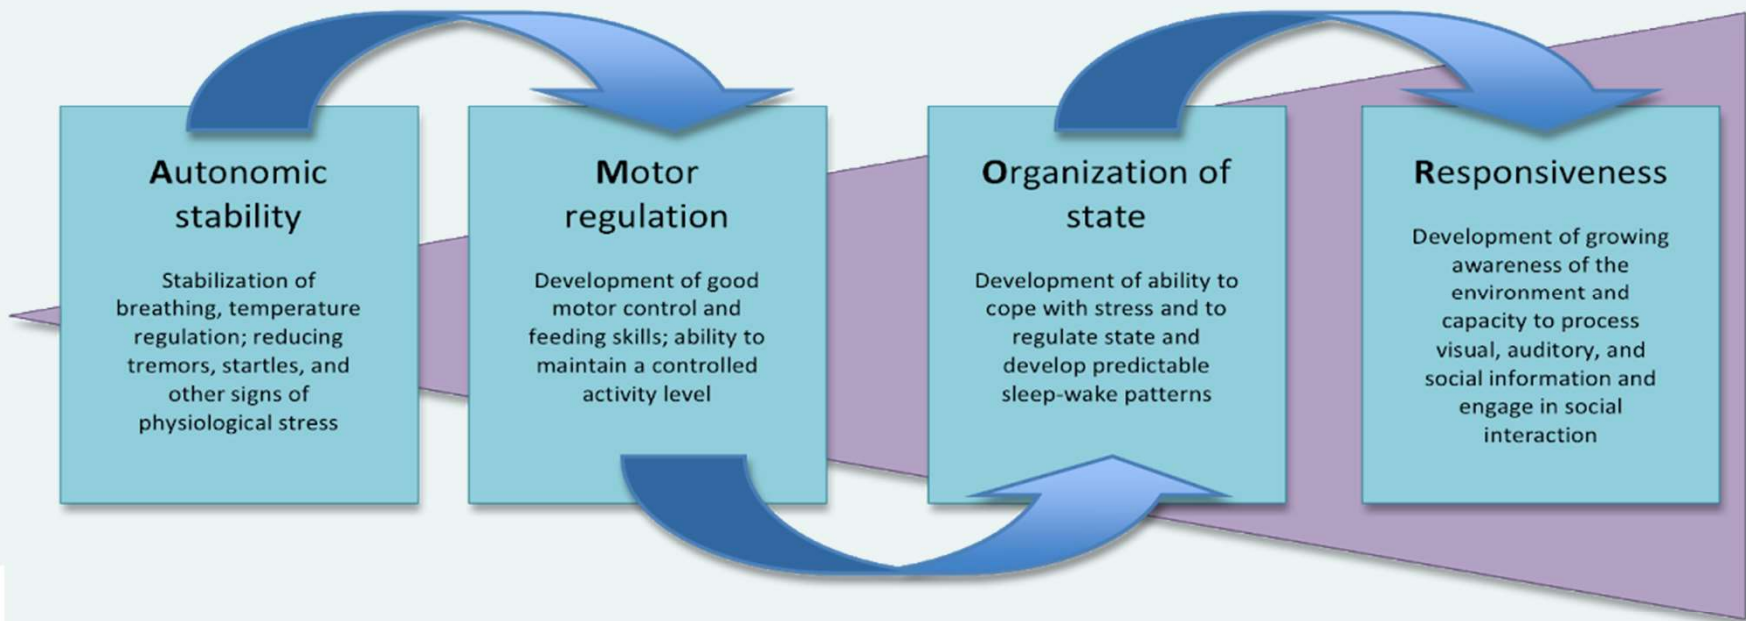 Autonomic
stability
Stabilization of
breathing, temperature
regulation; reducing
tremors, startles, and
other signs of
physiological stress
Motor
regulation
Development of good
motor control and
feeding skills; ability to
maintain a controlled
activity level
Organization of
state
Development of ability to
cope with stress and to
regulate state and
develop predictable
sleep-wake patterns
Responsiveness
Development of growing
awareness of the
environment and
capacity to process
visual, auditory, and
social information and
engage in social
interaction